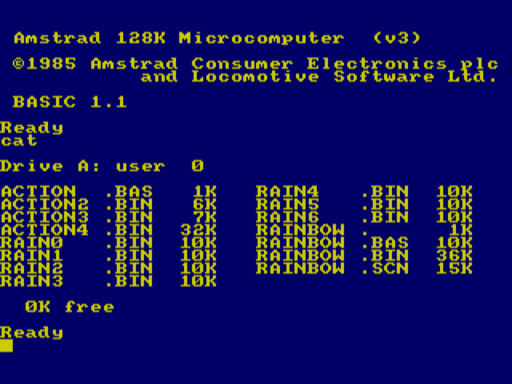 Amstrad 128K Microcomputer  (v3)
©1985 Amstrad Consumer Electronics plc
and Locomotive Software Ltd.
BASIC 1.1
Ready
cat
Drive A: user  0
ACTION  .BAS   1K   RAIN4   .BIN  10K
ACTION2 .BIN   6K   RAIN5   .BIN  10K
ACTION3 .BIN   7K   RAIN6   .BIN  10K
ACTION4 .BIN  32K   RAINBOW .      1K
RAIN0   .BIN  10K   RAINBOW .BAS  10K
RAIN1   .BIN  10K   RAINBOW .BIN  36K
RAIN2   .BIN  10K   RAINBOW .SCN  15K
RAIN3   .BIN  10K
0K free
Ready